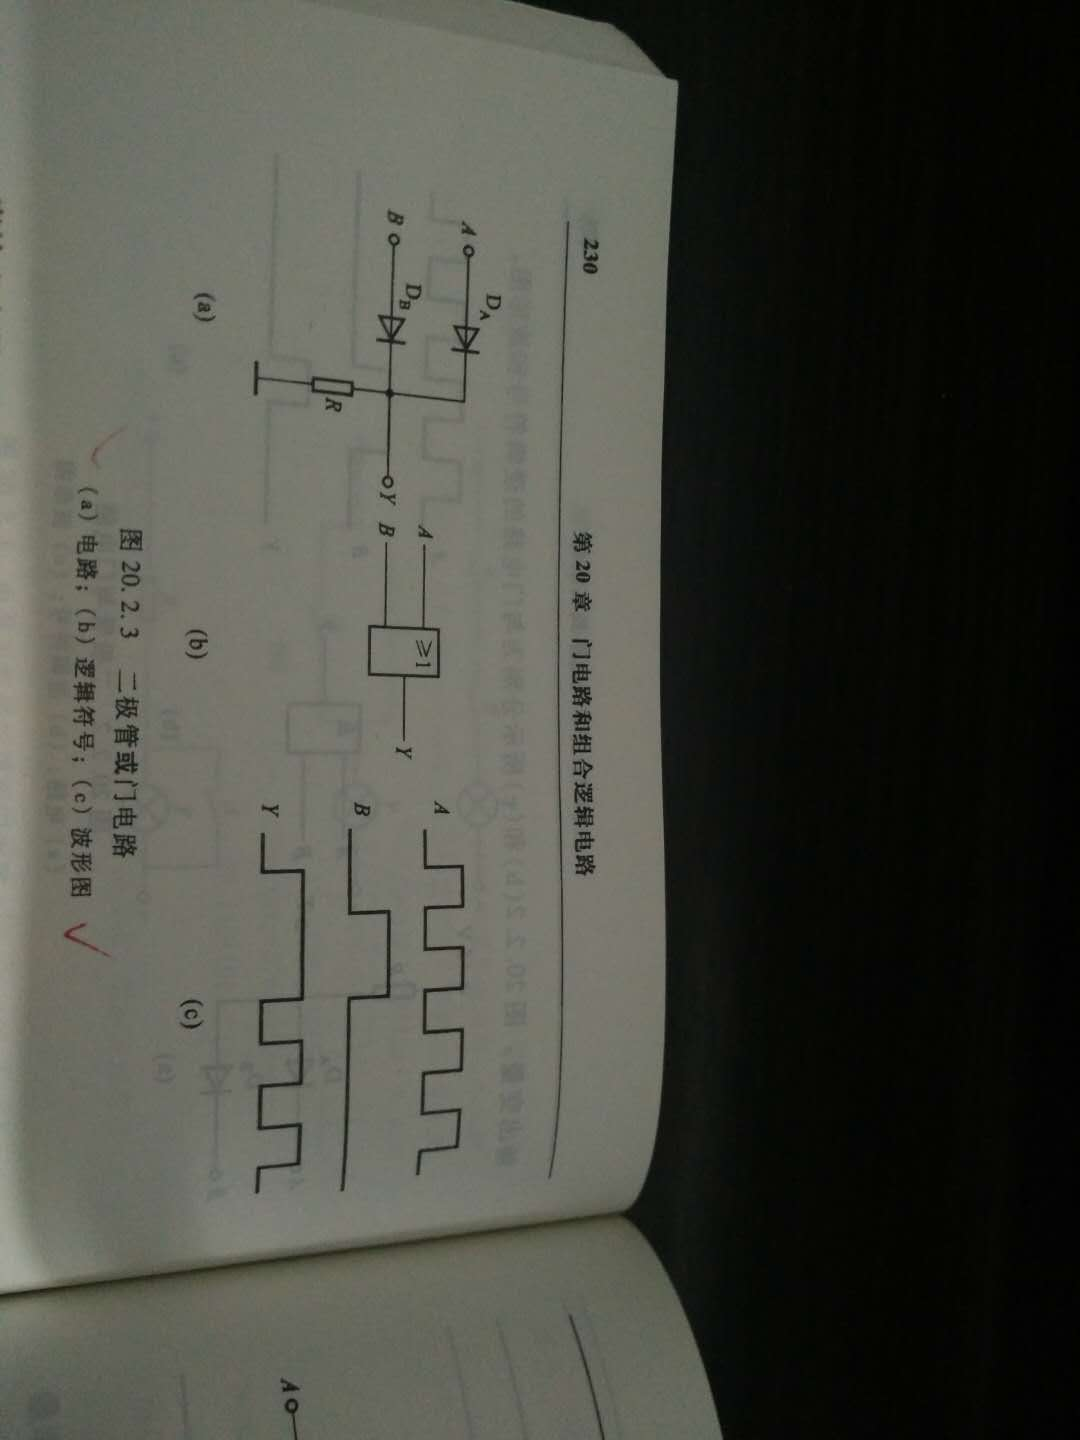 230
第 20 章 门电路和组合逻辑电路
D_A
A
D_B
B
R
Y
(a)
A
B
≥1
Y
(b)
A
B
Y
(c)
图 20.2.3 二极管或门电路
(a) 电路; (b) 逻辑符号; (c) 波形图
A